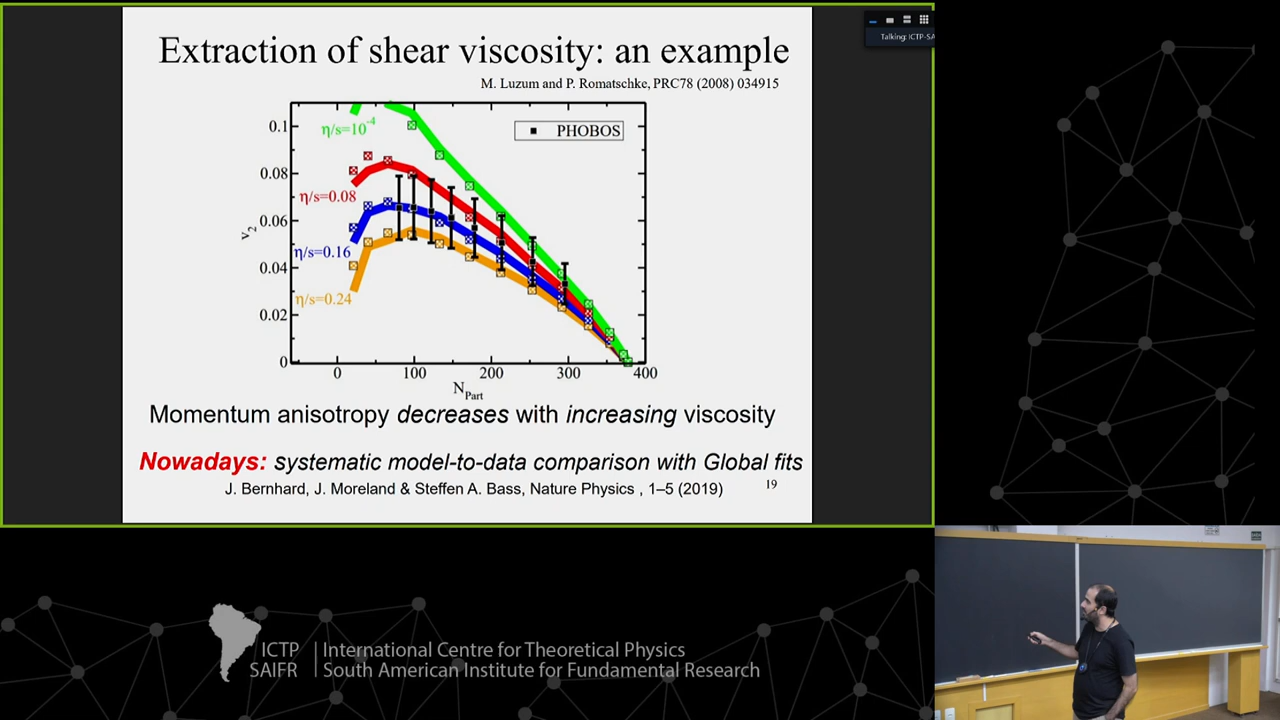 Extraction of shear viscosity: an example
M. Luzum and P. Romatschke, PRC78 (2008) 034915
η/s=10⁻⁴
PHOBOS
η/s=0.08
η/s=0.16
η/s=0.24
v₂
0.1
0.08
0.06
0.04
0.02
0
0 100 200 300 400
N_Part
Momentum anisotropy decreases with increasing viscosity
Nowadays: systematic model-to-data comparison with Global fits
J. Bernhard, J. Moreland & Steffen A. Bass, Nature Physics , 1–5 (2019)
19
Talking: ICTP-SA
ICTP
SAIFR
International Centre for Theoretical Physics
South American Institute for Fundamental Research